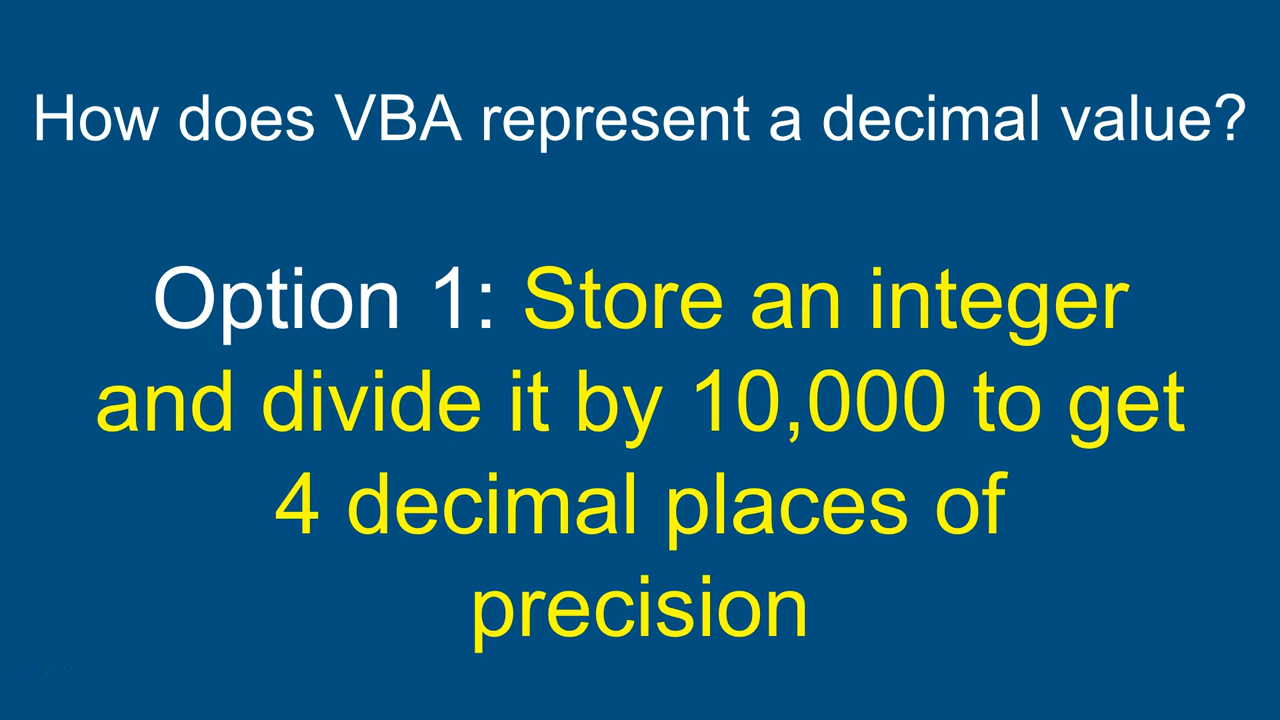 How does VBA represent a decimal value?
Option 1: Store an integer
and divide it by 10,000 to get
4 decimal places of
precision